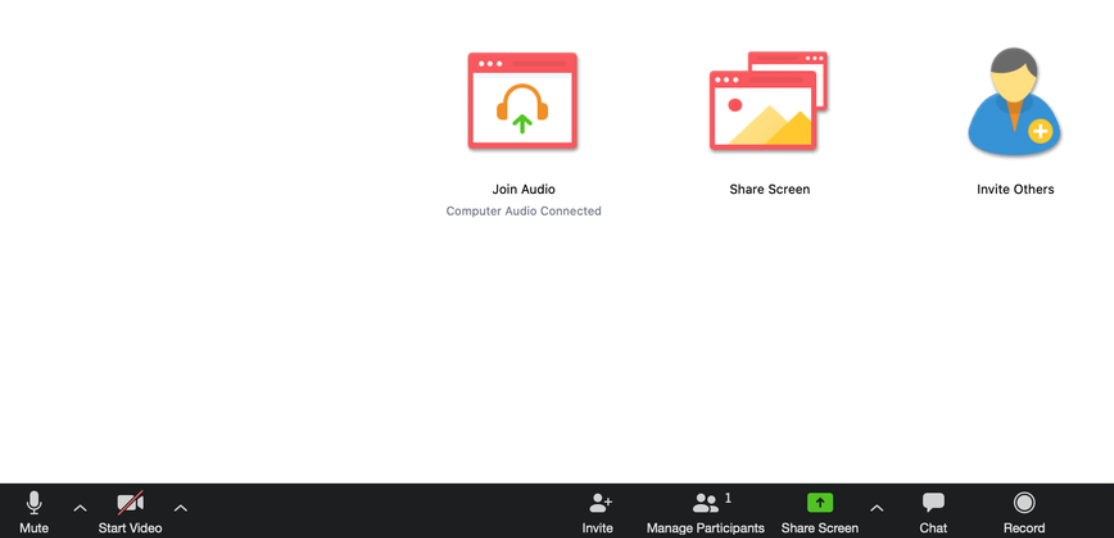 Join Audio
Computer Audio Connected
Share Screen
Invite Others
Mute
Start Video
Invite
Manage Participants
1
Share Screen
Chat
Record